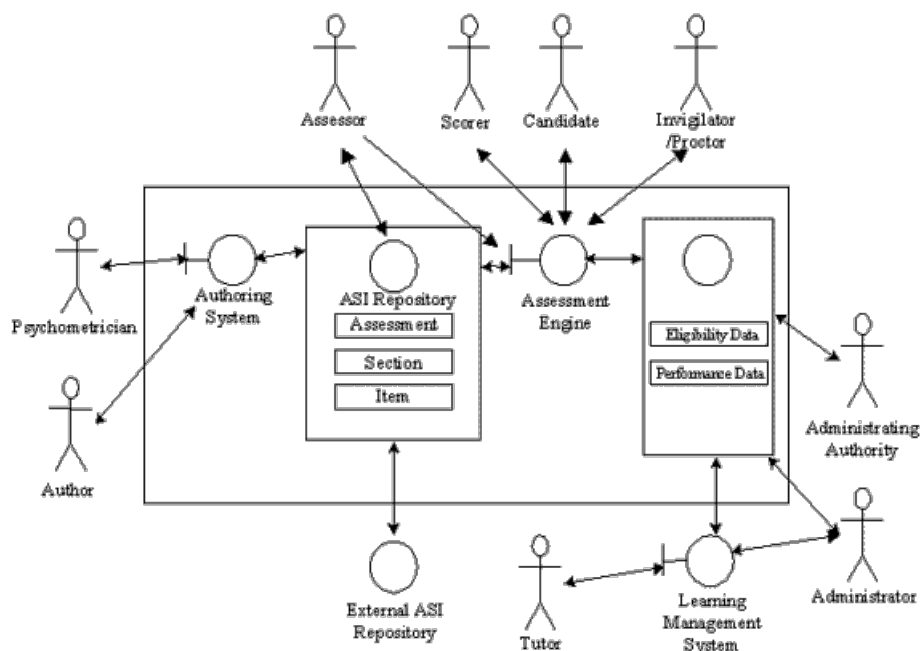 Assessor
Scorer
Candidate
Invigilator
/Proctor
Psychometrician
Authoring
System
ASI Repository
Assessment
Section
Item
Assessment
Engine
Eligibility Data
Performance Data
Author
Administrating
Authority
External ASI
Repository
Tutor
Learning
Management
System
Administrator